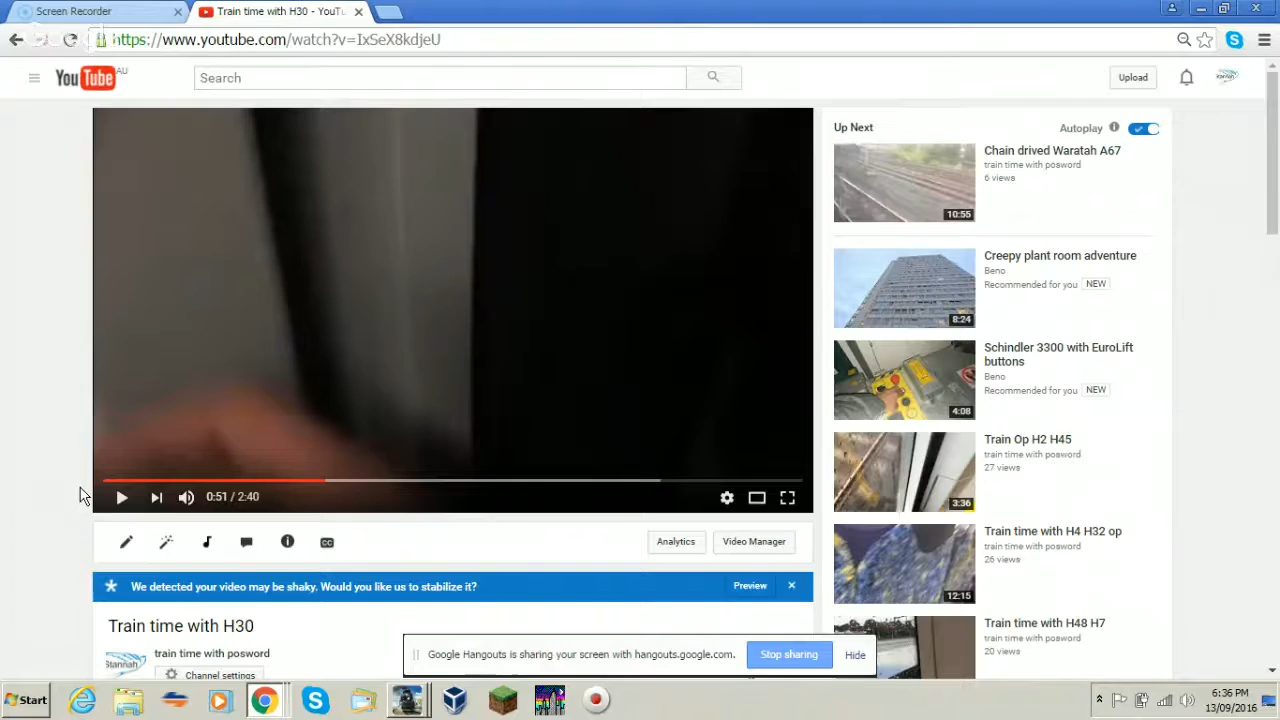 Screen Recorder
Train time with H30 - YouTu
https://www.youtube.com/watch?v=IxSeX8kdjeU
YouTube AU
Search
Upload
Up Next
Autoplay
Chain drived Waratah A67
train time with posword
6 views
10:55
Creepy plant room adventure
Beno
Recommended for you NEW
8:24
Schindler 3300 with EuroLift
buttons
Beno
Recommended for you NEW
4:08
Train Op H2 H45
train time with posword
27 views
3:36
Train time with H4 H32 op
train time with posword
26 views
12:15
Train time with H48 H7
train time with posword
20 views
0:51 / 2:40
CC
Analytics
Video Manager
We detected your video may be shaky. Would you like us to stabilize it?
Preview
Train time with H30
Stannah
train time with posword
Channel settings
Google Hangouts is sharing your screen with hangouts.google.com.
Stop sharing
Hide
Start
6:36 PM
13/09/2016